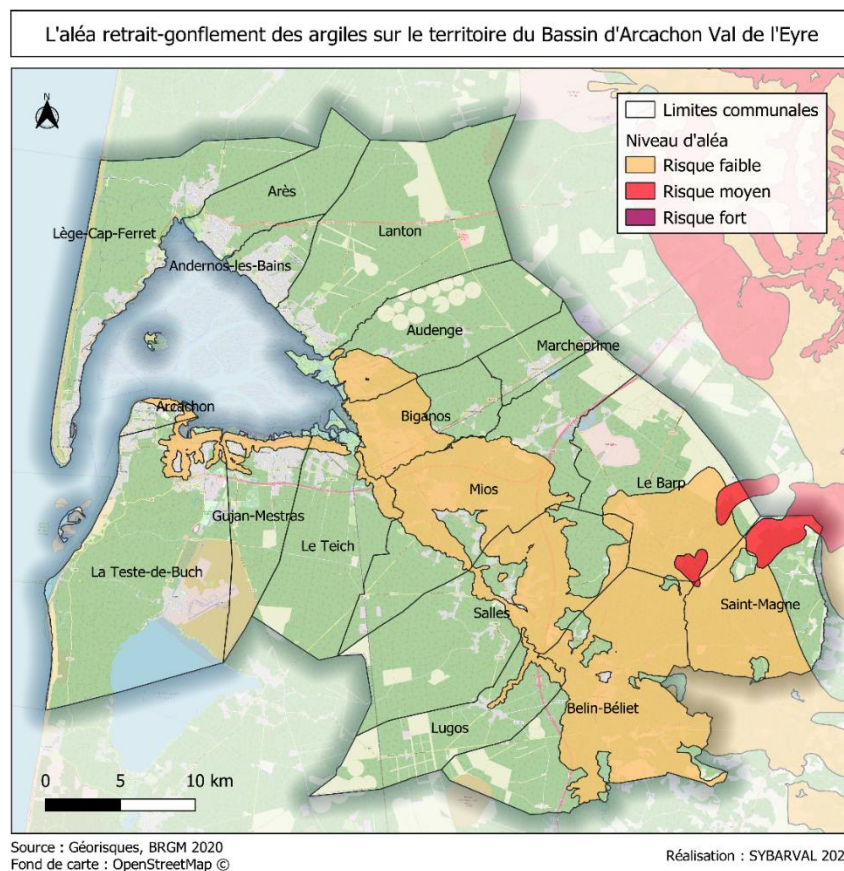 L'aléa retrait-gonflement des argiles sur le territoire du Bassin d'Arcachon Val de l'Eyre
N
Limites communales
Niveau d'aléa
Risque faible
Risque moyen
Risque fort
Arès
Lège-Cap-Ferret
Lanton
Andernos-les-Bains
Audenge
Marcheprime
Arcachon
Biganos
Mios
Le Barp
Gujan-Mestras
Le Teich
La Teste-de-Buch
Salles
Saint-Magne
Belin-Béliet
Lugos
0 5 10 km
Source : Géorisques, BRGM 2020
Fond de carte : OpenStreetMap ©
Réalisation : SYBARVAL 202